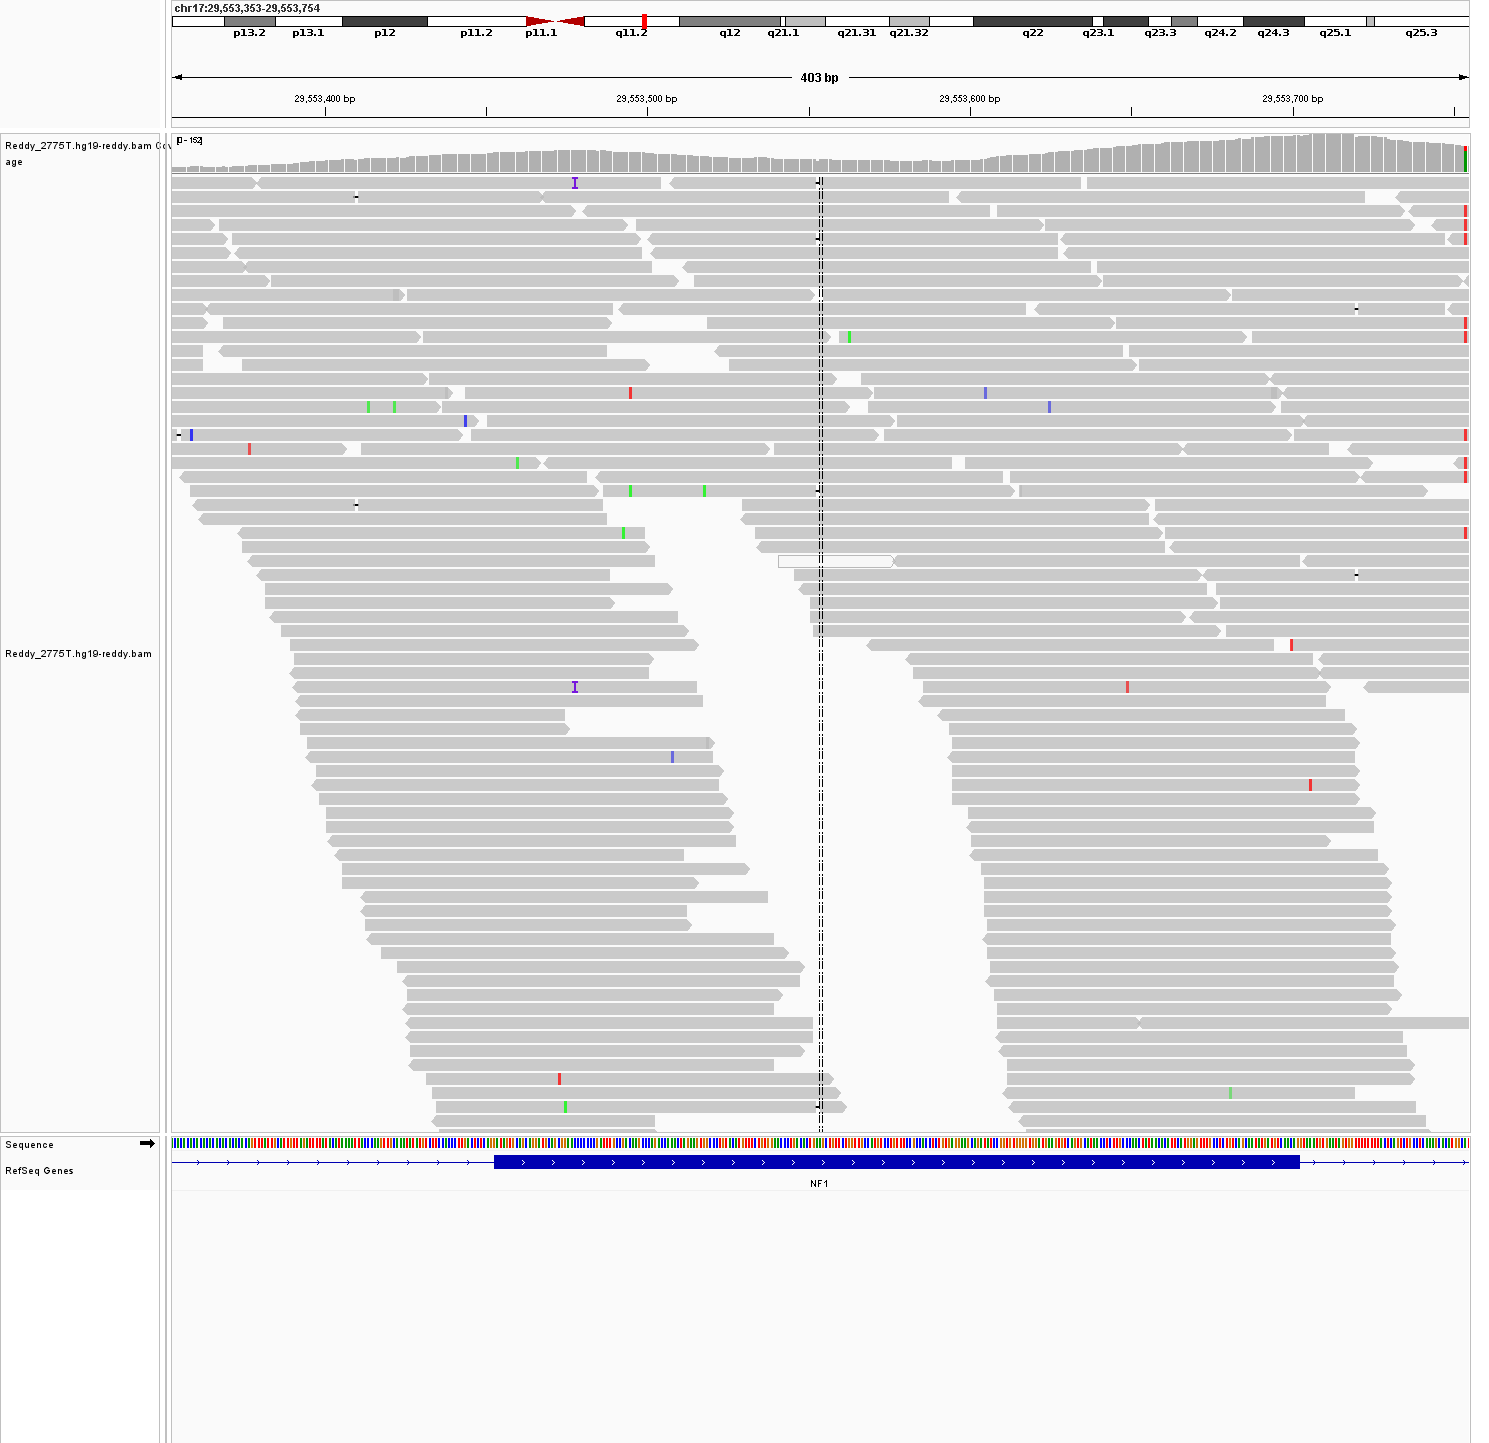 chr17:29,553,353-29,553,754
p13.2 p13.1 p12 p11.2 p11.1 q11.2 q12 q21.1 q21.31 q21.32 q22 q23.1 q23.3 q24.2 q24.3 q25.1 q25.3
403 bp
29,553,400 bp 29,553,500 bp 29,553,600 bp 29,553,700 bp
[0 - 152]
Reddy_2775T.hg19-reddy.bam Cov
age
Reddy_2775T.hg19-reddy.bam
Sequence
RefSeq Genes
NF1